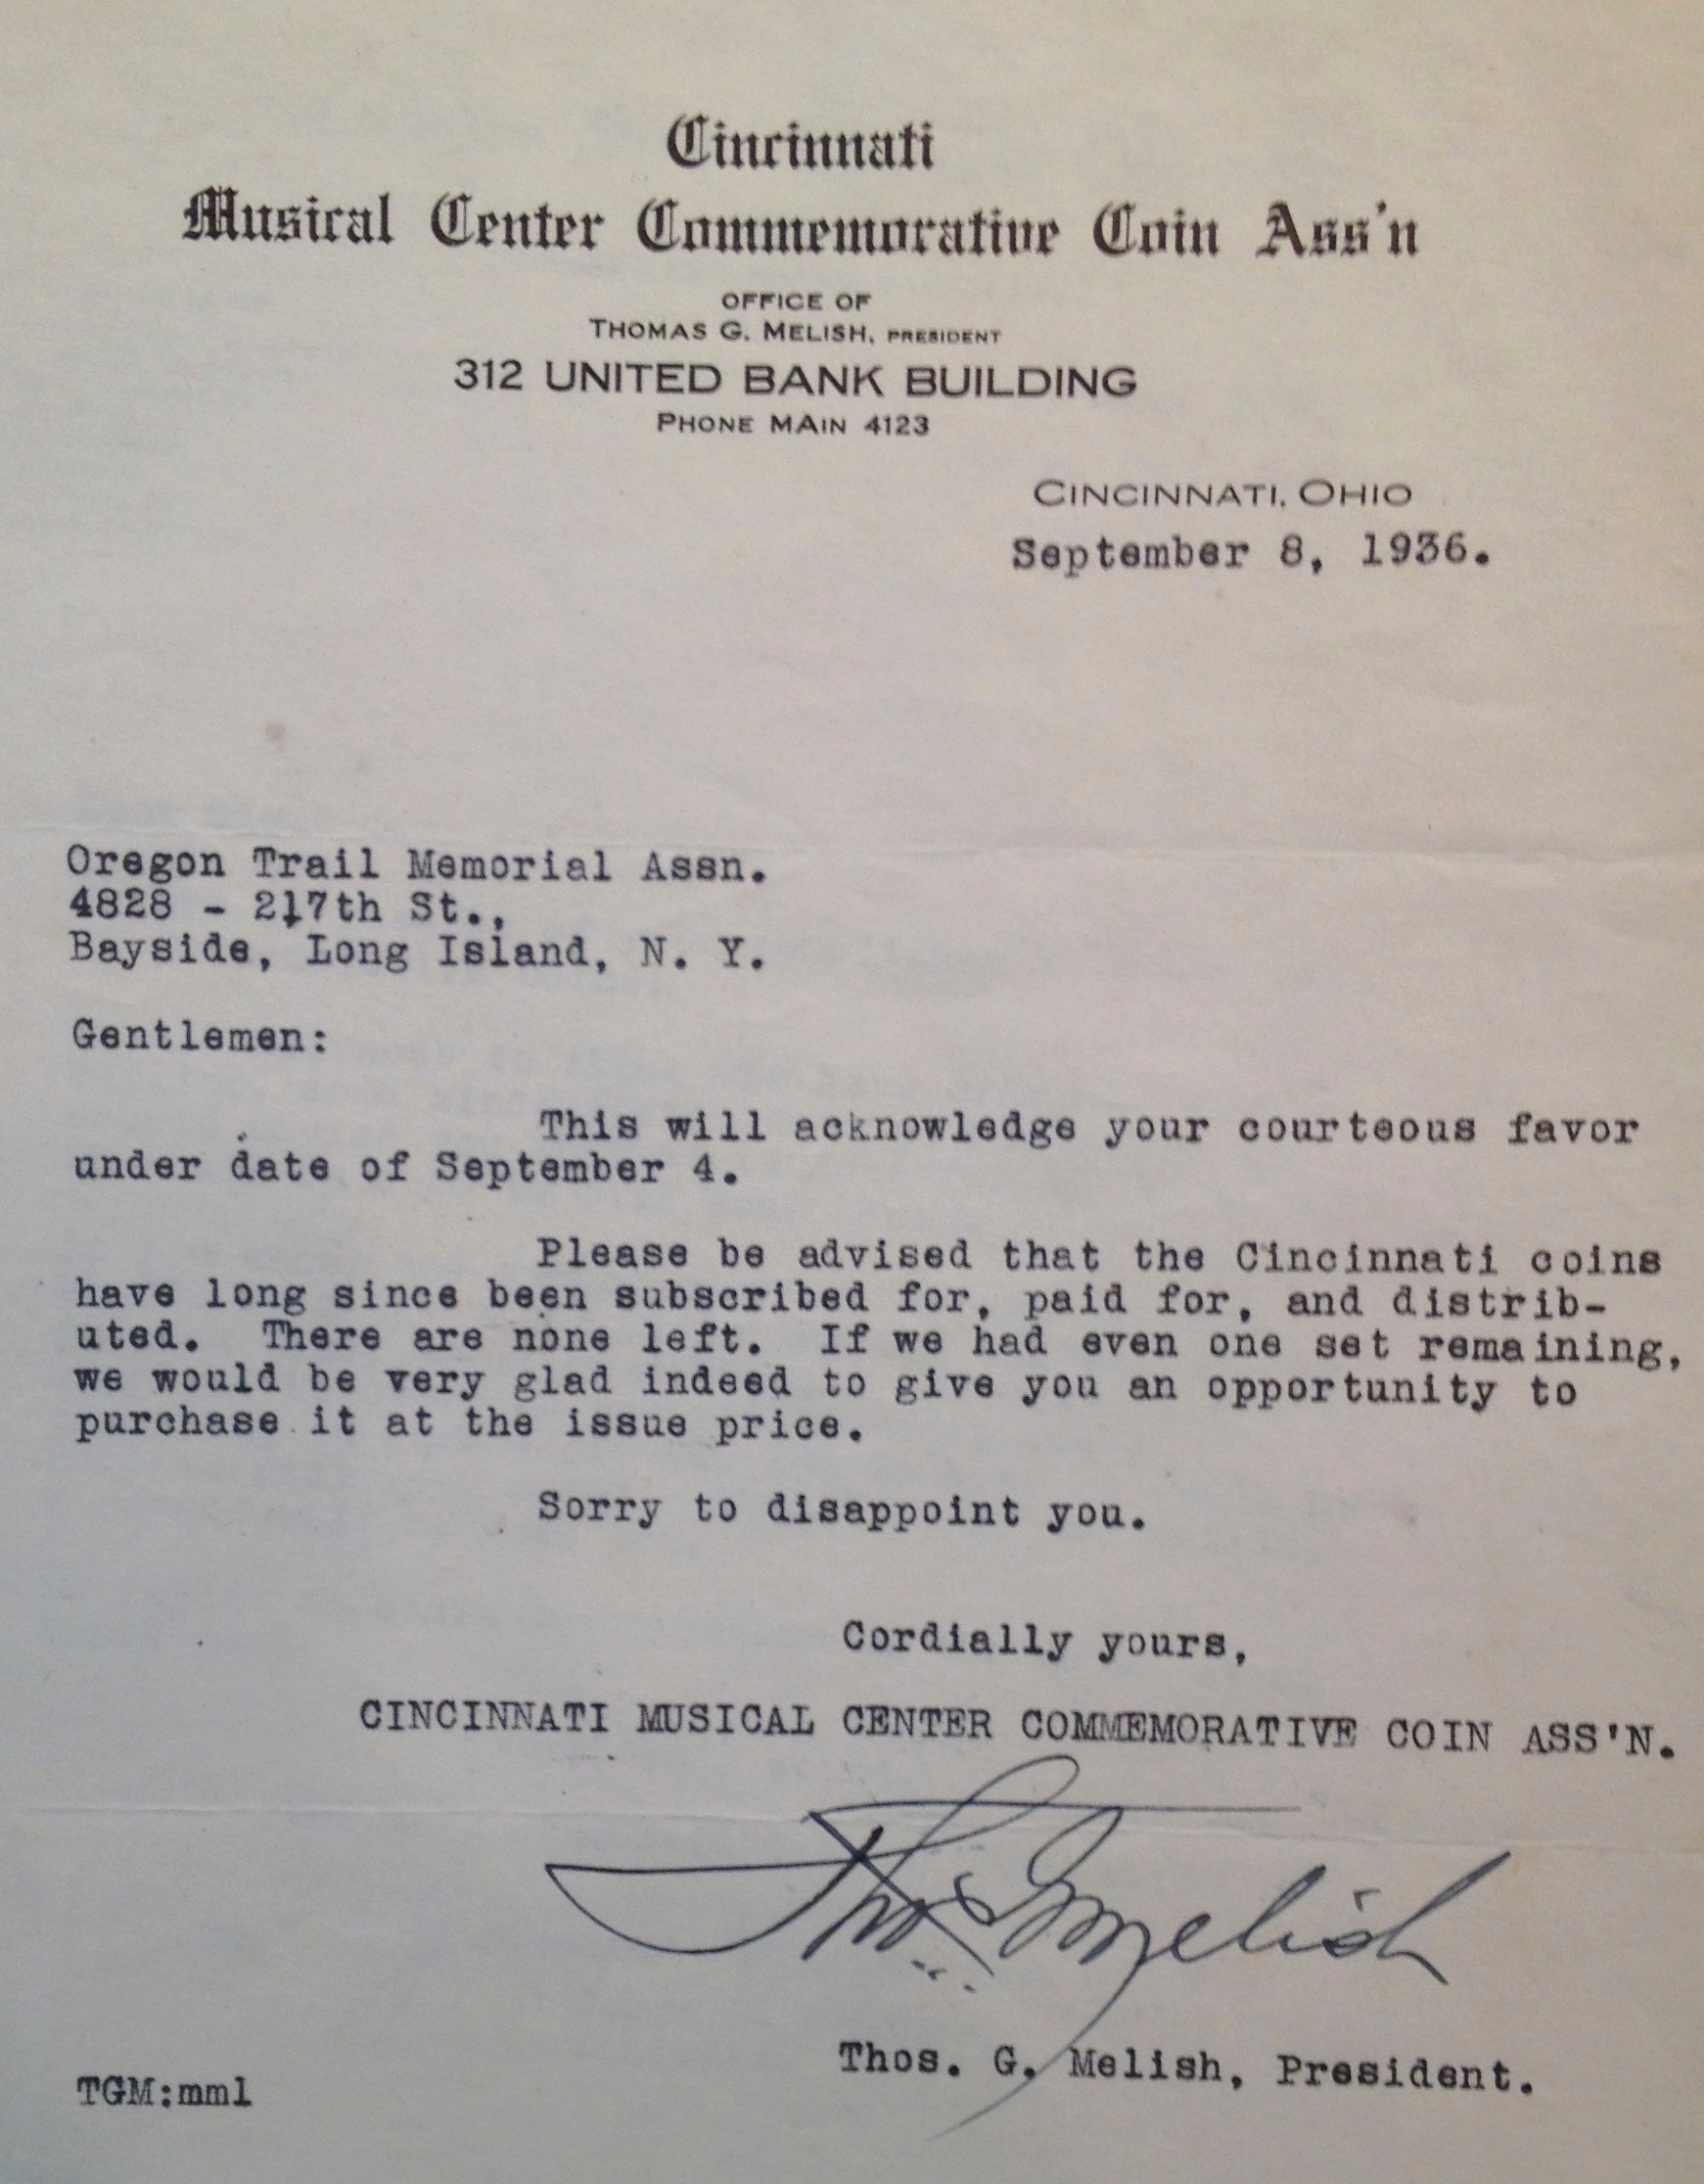 Cincinnati
Musical Center Commemorative Coin Ass'n
OFFICE OF
THOMAS G. MELISH, PRESIDENT
312 UNITED BANK BUILDING
PHONE MAIN 4123
CINCINNATI, OHIO
September 8, 1936.
Oregon Trail Memorial Assn.
4828 - 217th St.,
Bayside, Long Island, N. Y.
Gentlemen:
This will acknowledge your courteous favor
under date of September 4.
Please be advised that the Cincinnati coins
have long since been subscribed for, paid for, and distrib-
uted. There are none left. If we had even one set remaining,
we would be very glad indeed to give you an opportunity to
purchase it at the issue price.
Sorry to disappoint you.
Cordially yours,
CINCINNATI MUSICAL CENTER COMMEMORATIVE COIN ASS'N.
Thos G Melish
Thos. G. Melish, President.
TGM:mml